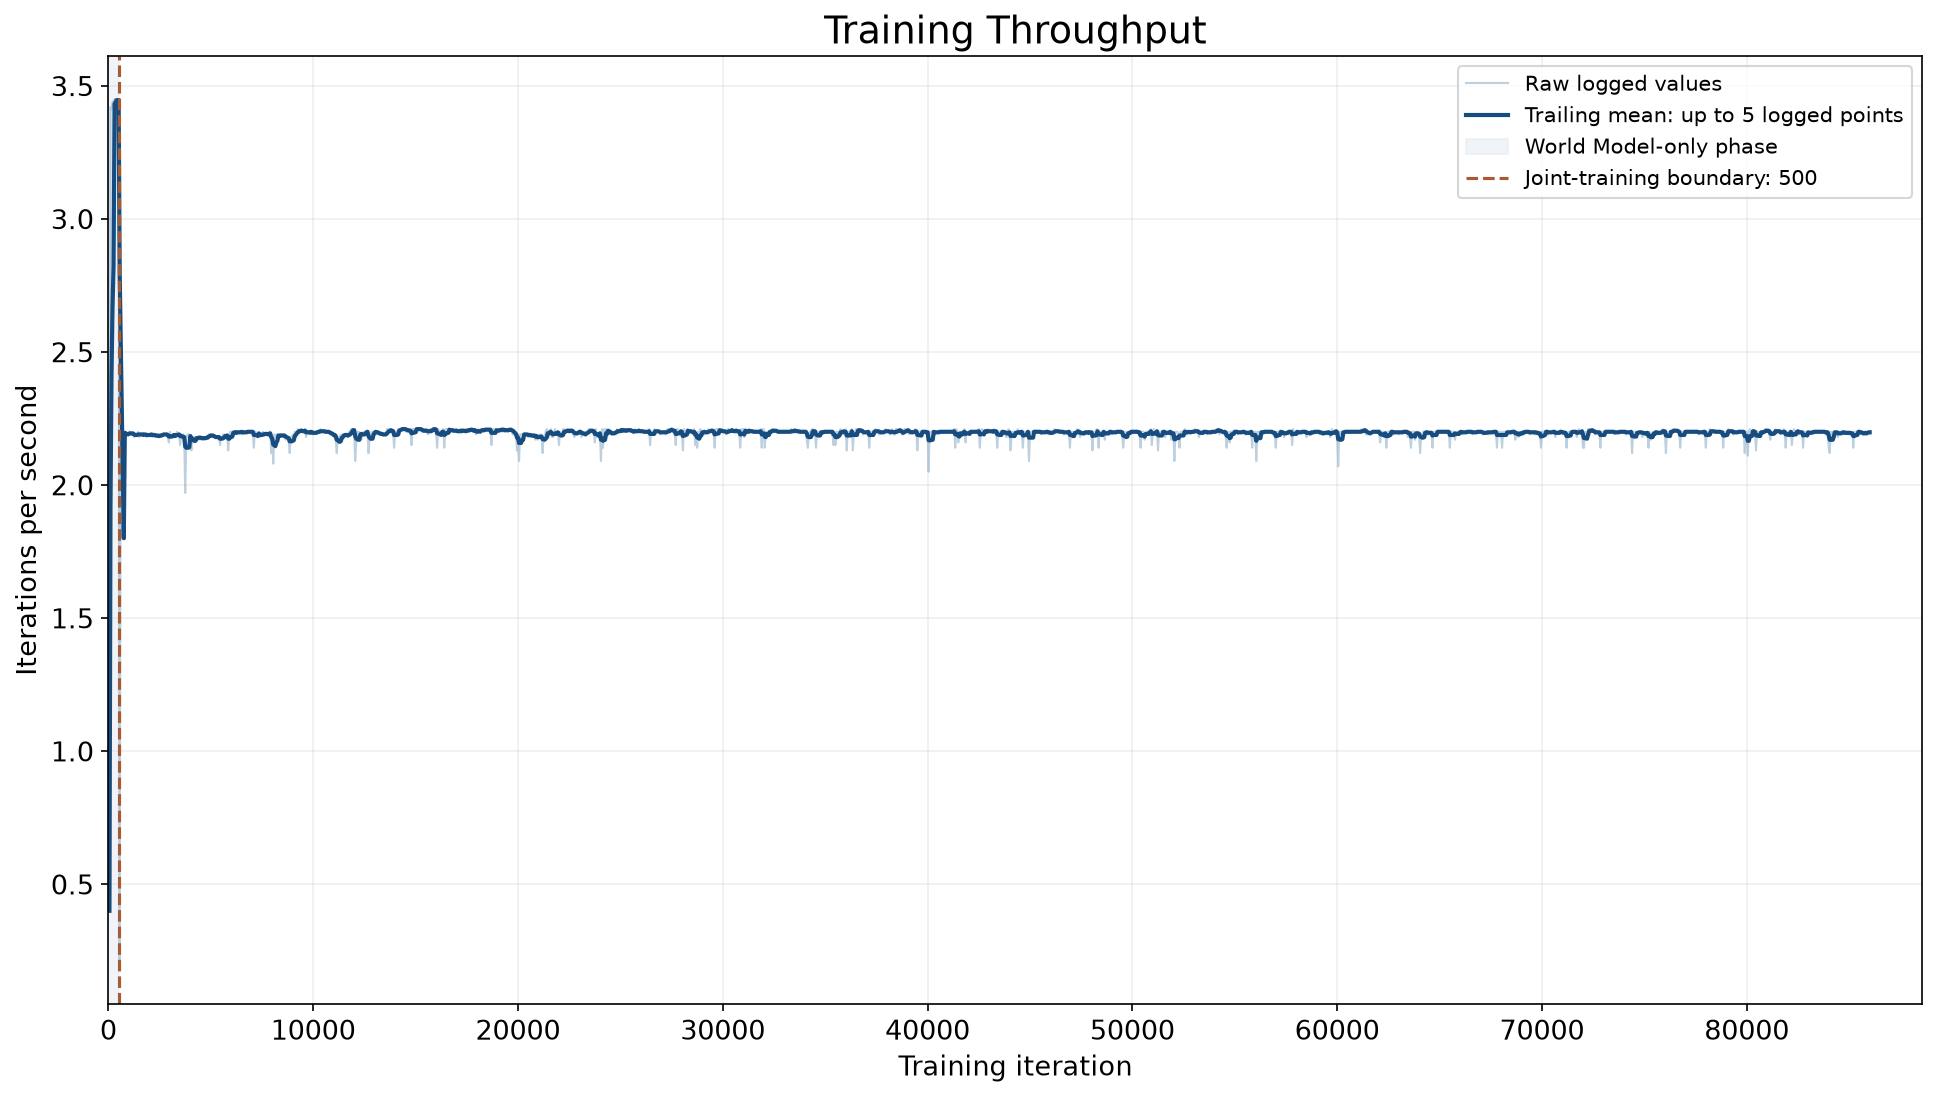 Training Throughput
Raw logged values
Trailing mean: up to 5 logged points
World Model-only phase
Joint-training boundary: 500
Iterations per second
3.5
3.0
2.5
2.0
1.5
1.0
0.5
0 10000 20000 30000 40000 50000 60000 70000 80000
Training iteration